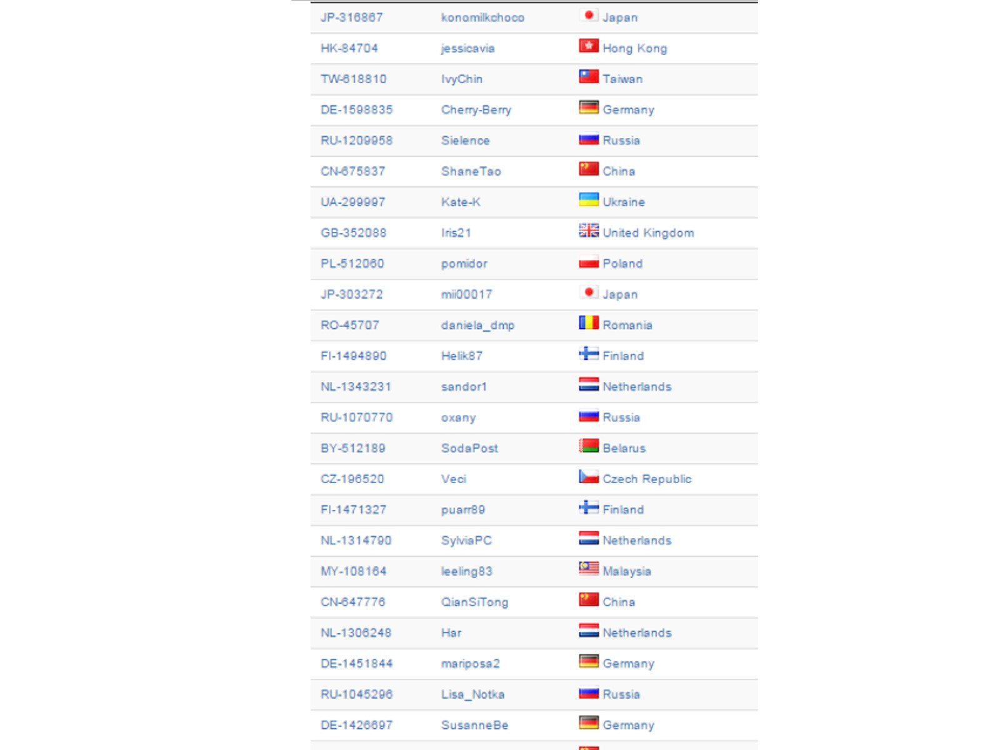 JP-316867 konomilkchoco Japan
HK-84704 jessicavia Hong Kong
TW-618810 IvyChin Taiwan
DE-1598835 Cherry-Berry Germany
RU-1209958 Sielence Russia
CN-675837 ShaneTao China
UA-299997 Kate-K Ukraine
GB-352088 Iris21 United Kingdom
PL-512060 pomidor Poland
JP-303272 mii00017 Japan
RO-45707 daniela_dmp Romania
FI-1494890 Helik87 Finland
NL-1343231 sandor1 Netherlands
RU-1070770 oxany Russia
BY-512189 SodaPost Belarus
CZ-196520 Veci Czech Republic
FI-1471327 puarr89 Finland
NL-1314790 SylviaPC Netherlands
MY-108164 leeling83 Malaysia
CN-647776 QianSiTong China
NL-1306248 Har Netherlands
DE-1451844 mariposa2 Germany
RU-1045296 Lisa_Notka Russia
DE-1426697 SusanneBe Germany